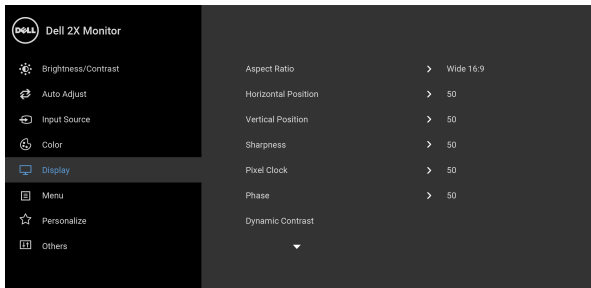 DELL Dell 2X Monitor
Brightness/Contrast
Auto Adjust
Input Source
Color
Display
Menu
Personalize
Others
Aspect Ratio Wide 16:9
Horizontal Position 50
Vertical Position 50
Sharpness 50
Pixel Clock 50
Phase 50
Dynamic Contrast